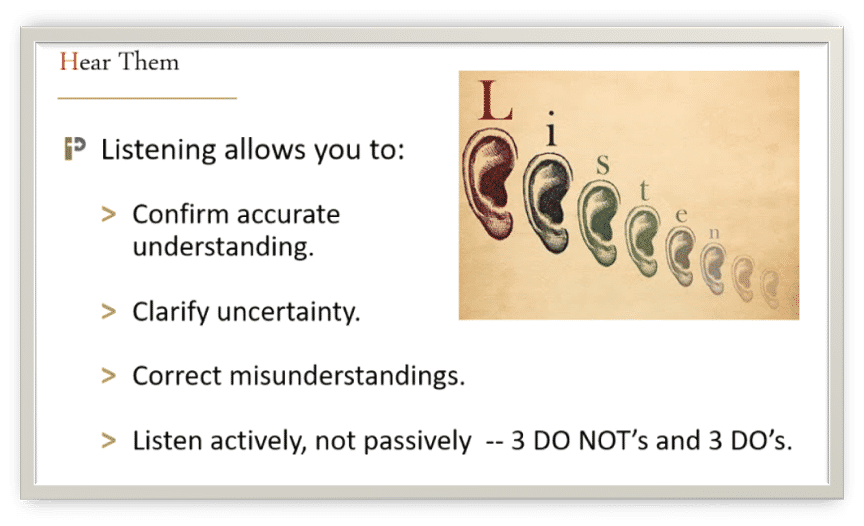 Hear Them
Listen
Listening allows you to:
> Confirm accurate
understanding.
> Clarify uncertainty.
> Correct misunderstandings.
> Listen actively, not passively -- 3 DO NOT’s and 3 DO’s.